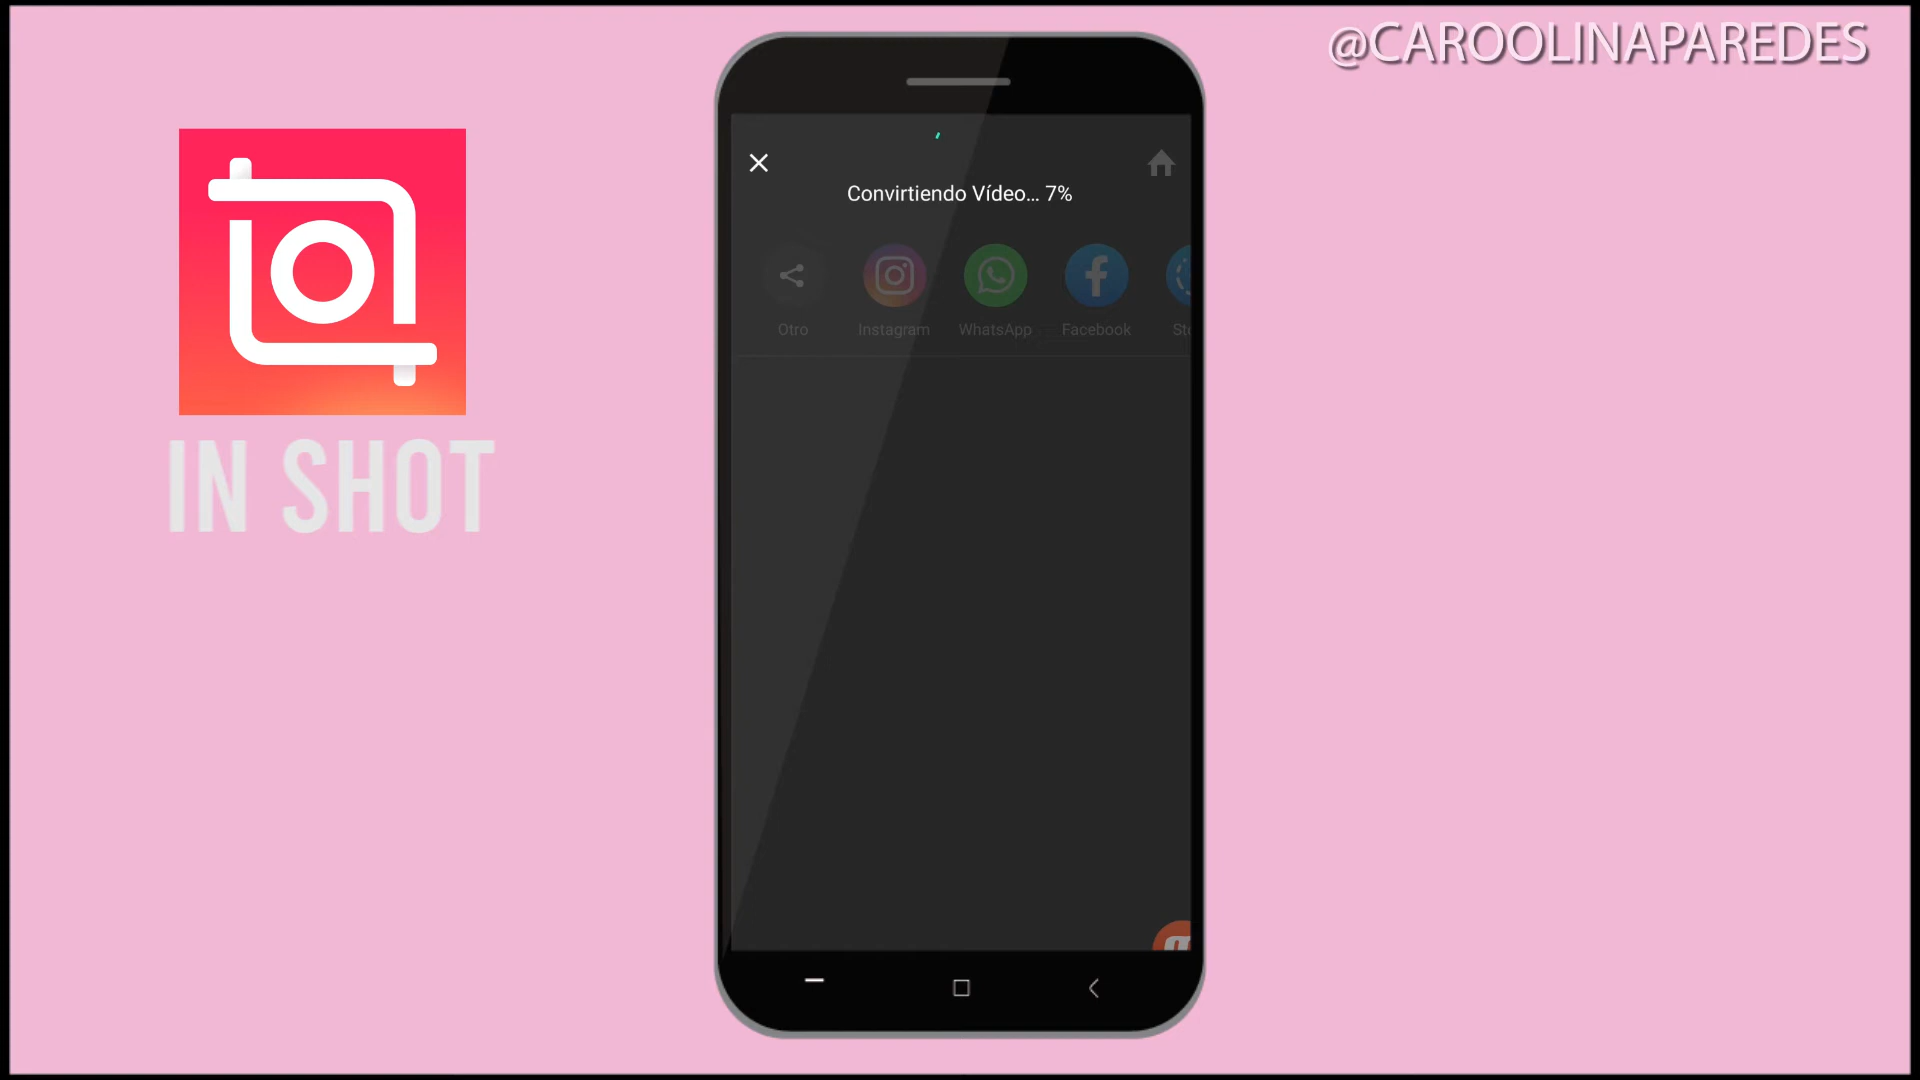 @CAROOLINAPAREDES
IN SHOT
Convirtiendo Vídeo... 7%
Otro Instagram WhatsApp Facebook